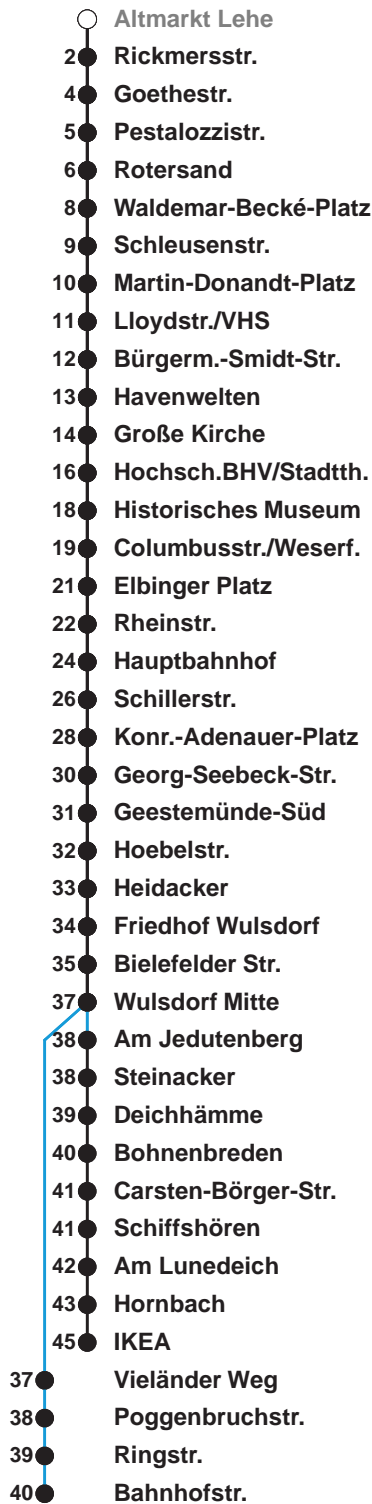 Altmarkt Lehe
2 Rickmersstr.
4 Goethestr.
5 Pestalozzistr.
6 Rotersand
8 Waldemar-Becké-Platz
9 Schleusenstr.
10 Martin-Donandt-Platz
11 Lloydstr./VHS
12 Bürgerm.-Smidt-Str.
13 Havenwelten
14 Große Kirche
16 Hochsch.BHV/Stadtth.
18 Historisches Museum
19 Columbusstr./Weserf.
21 Elbinger Platz
22 Rheinstr.
24 Hauptbahnhof
26 Schillerstr.
28 Konr.-Adenauer-Platz
30 Georg-Seebeck-Str.
31 Geestemünde-Süd
32 Hoebelstr.
33 Heidacker
34 Friedhof Wulsdorf
35 Bielefelder Str.
37 Wulsdorf Mitte
38 Am Jedutenberg
38 Steinacker
39 Deichhämme
40 Bohnenbreden
41 Carsten-Börger-Str.
41 Schiffshören
42 Am Lunedeich
43 Hornbach
45 IKEA
37 Vieländer Weg
38 Poggenbruchstr.
39 Ringstr.
40 Bahnhofstr.